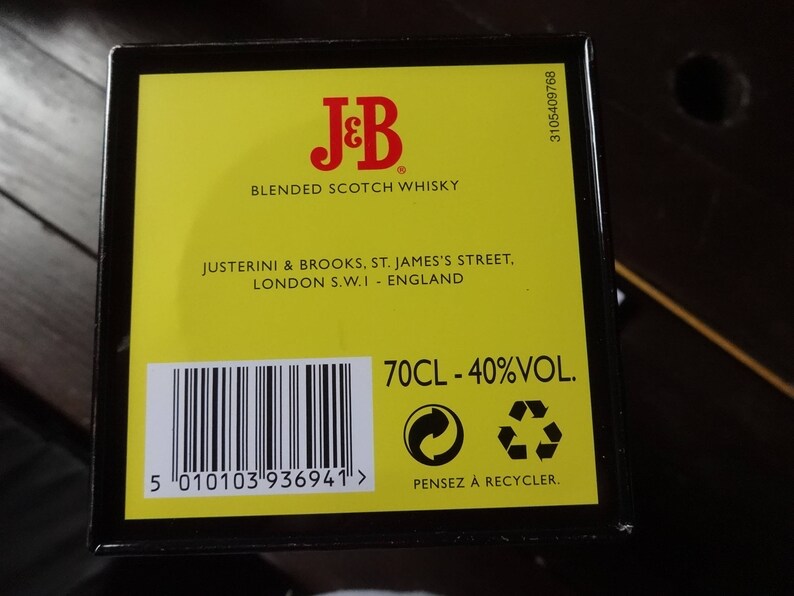 J&B®
BLENDED SCOTCH WHISKY
3105409768
JUSTERINI & BROOKS, ST. JAMES'S STREET,
LONDON S.W.1 - ENGLAND
70CL - 40%VOL.
5 010103 936941 >
PENSEZ À RECYCLER.